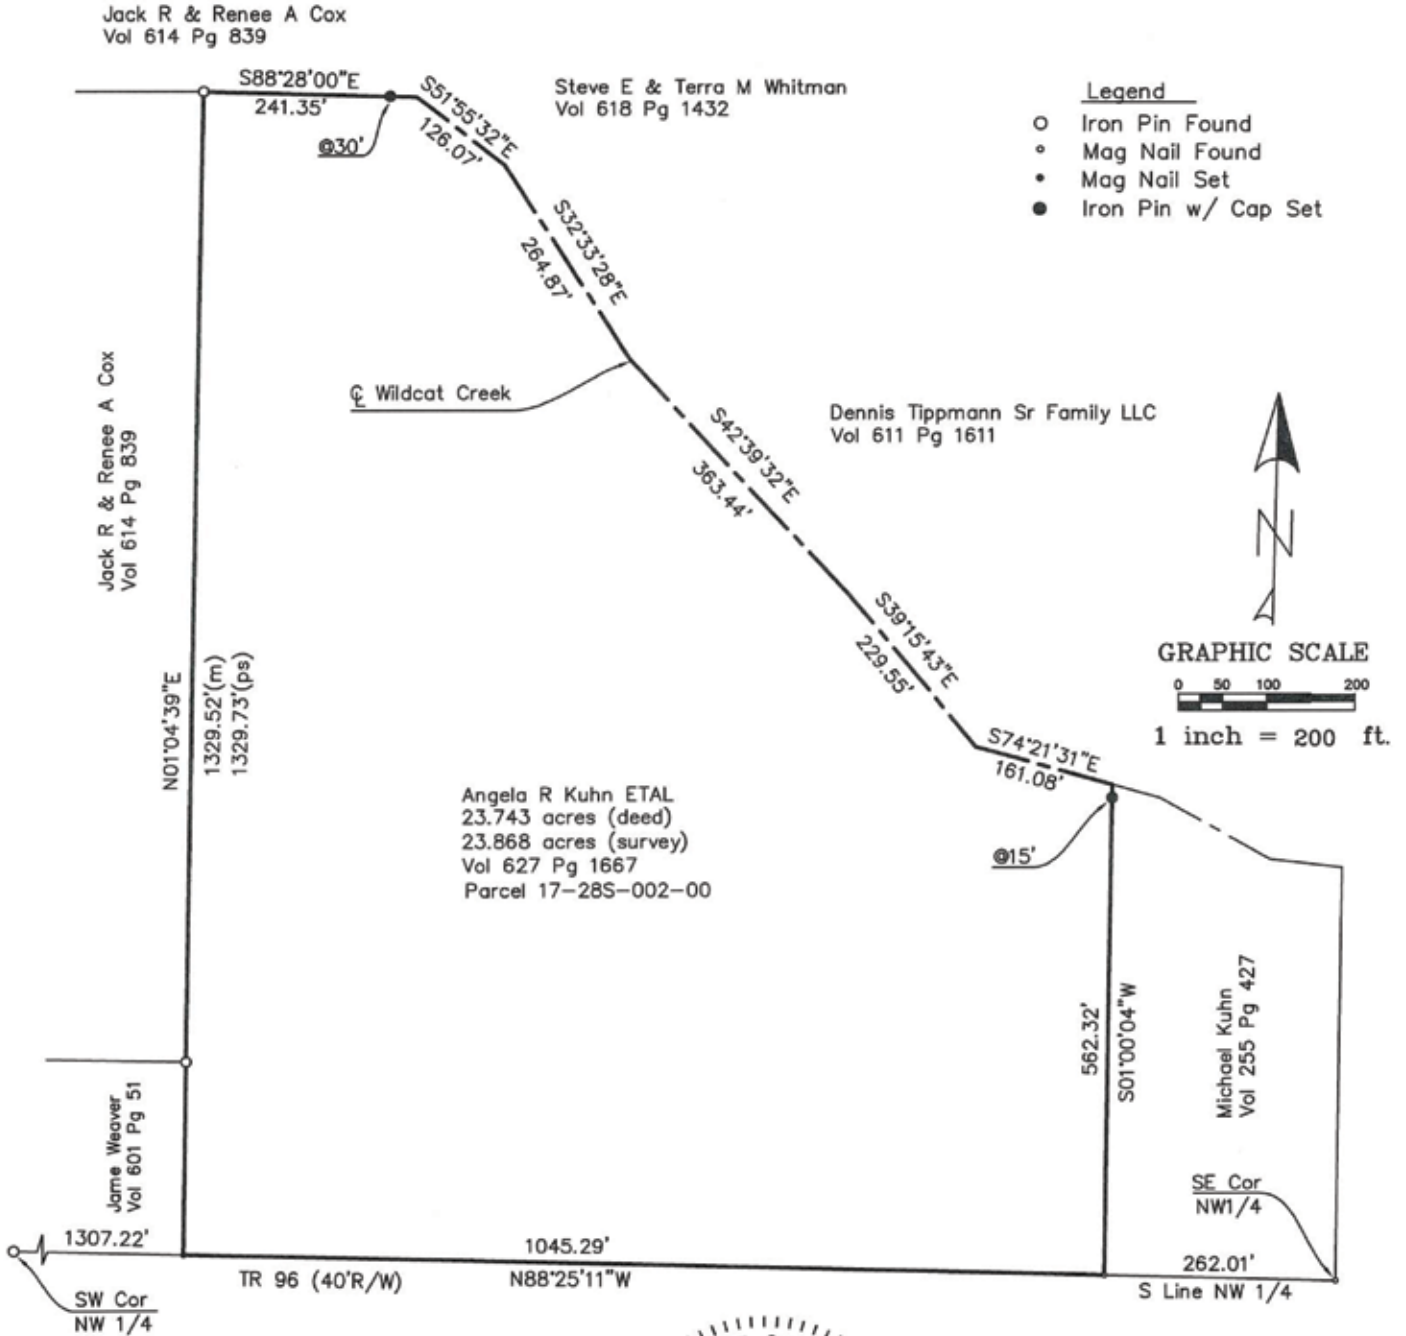 Jack R & Renee A Cox
Vol 614 Pg 839
S88°28'00"E
241.35'
@30'
S51°55'32"E
126.07'
Steve E & Terra M Whitman
Vol 618 Pg 1432
Legend
Iron Pin Found
Mag Nail Found
Mag Nail Set
Iron Pin w/ Cap Set
S32°33'28"E
264.87'
℄ Wildcat Creek
Jack R & Renee A Cox
Vol 614 Pg 839
S42°39'32"E
363.44'
Dennis Tippmann Sr Family LLC
Vol 611 Pg 1611
N
GRAPHIC SCALE
0 50 100 200
1 inch = 200 ft.
S39°15'43"E
229.55'
N01°04'39"E
1329.52'(m)
1329.73'(ps)
S74°21'31"E
161.08'
@15'
Angela R Kuhn ETAL
23.743 acres (deed)
23.868 acres (survey)
Vol 627 Pg 1667
Parcel 17-28S-002-00
562.32'
S01°00'04"W
Michael Kuhn
Vol 255 Pg 427
Jame Weaver
Vol 601 Pg 51
SE Cor
NW1/4
1307.22'
1045.29'
262.01'
TR 96 (40'R/W)
N88°25'11"W
S Line NW 1/4
SW Cor
NW 1/4